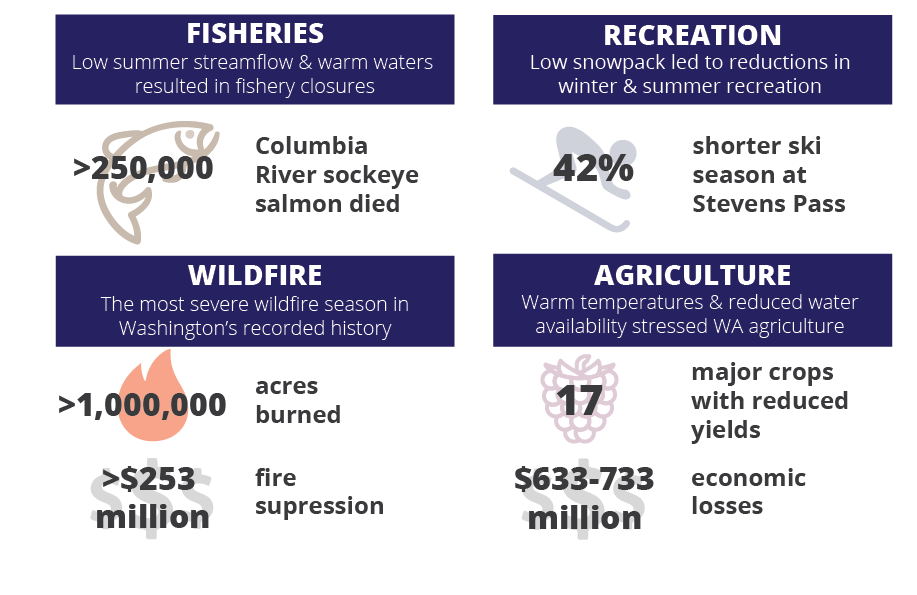 FISHERIES
Low summer streamflow & warm waters
resulted in fishery closures
>250,000
Columbia
River sockeye
salmon died
RECREATION
Low snowpack led to reductions in
winter & summer recreation
42%
shorter ski
season at
Stevens Pass
WILDFIRE
The most severe wildfire season in
Washington’s recorded history
>1,000,000
acres
burned
>$253
million
fire
supression
AGRICULTURE
Warm temperatures & reduced water
availability stressed WA agriculture
17
major crops
with reduced
yields
$633-733
million
economic
losses